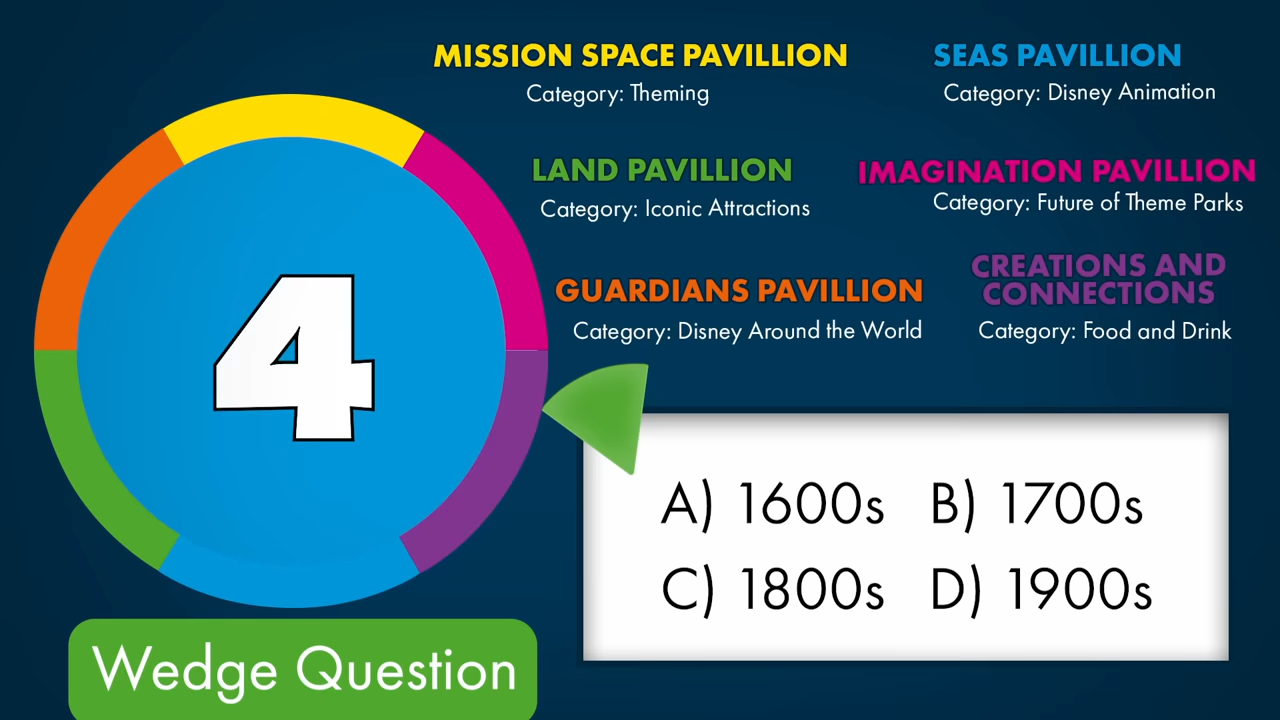 MISSION SPACE PAVILLION
Category: Theming
SEAS PAVILLION
Category: Disney Animation
LAND PAVILLION
Category: Iconic Attractions
IMAGINATION PAVILLION
Category: Future of Theme Parks
GUARDIANS PAVILLION
Category: Disney Around the World
CREATIONS AND
CONNECTIONS
Category: Food and Drink
4
A) 1600s B) 1700s
C) 1800s D) 1900s
Wedge Question